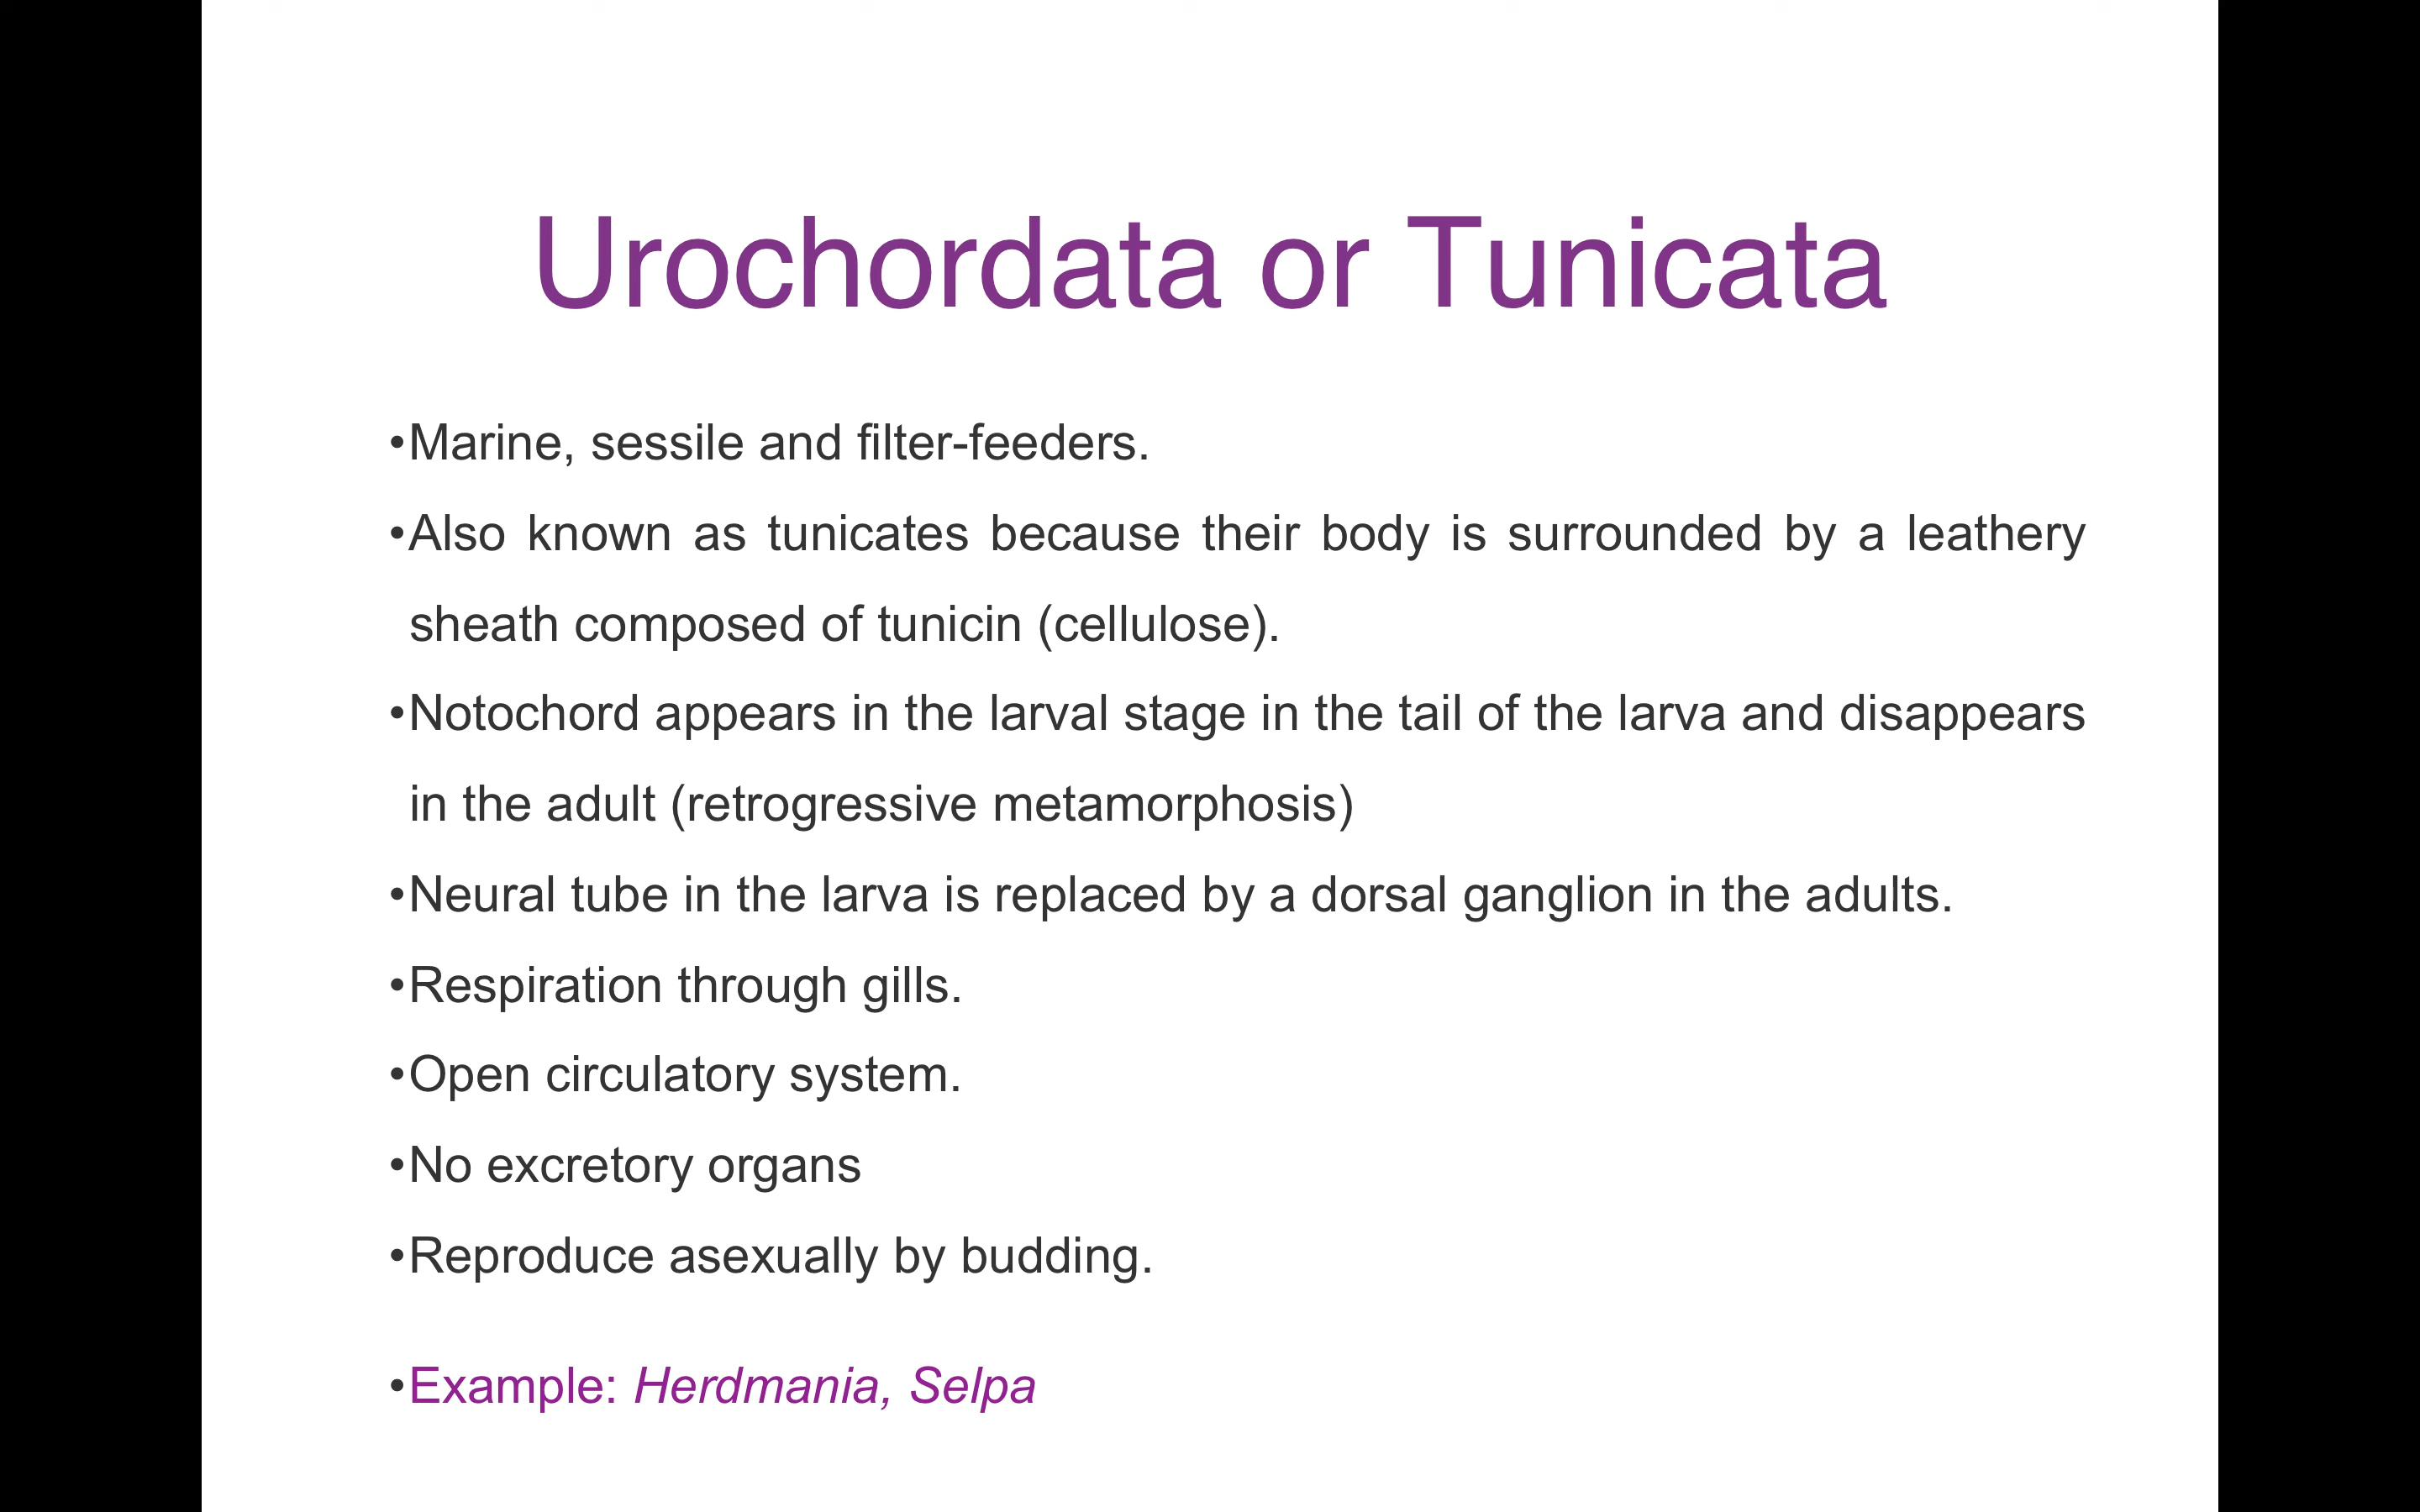 Urochordata or Tunicata
•Marine, sessile and filter-feeders.
•Also known as tunicates because their body is surrounded by a leathery
sheath composed of tunicin (cellulose).
•Notochord appears in the larval stage in the tail of the larva and disappears
in the adult (retrogressive metamorphosis)
•Neural tube in the larva is replaced by a dorsal ganglion in the adults.
•Respiration through gills.
•Open circulatory system.
•No excretory organs
•Reproduce asexually by budding.
•Example: Herdmania, Selpa